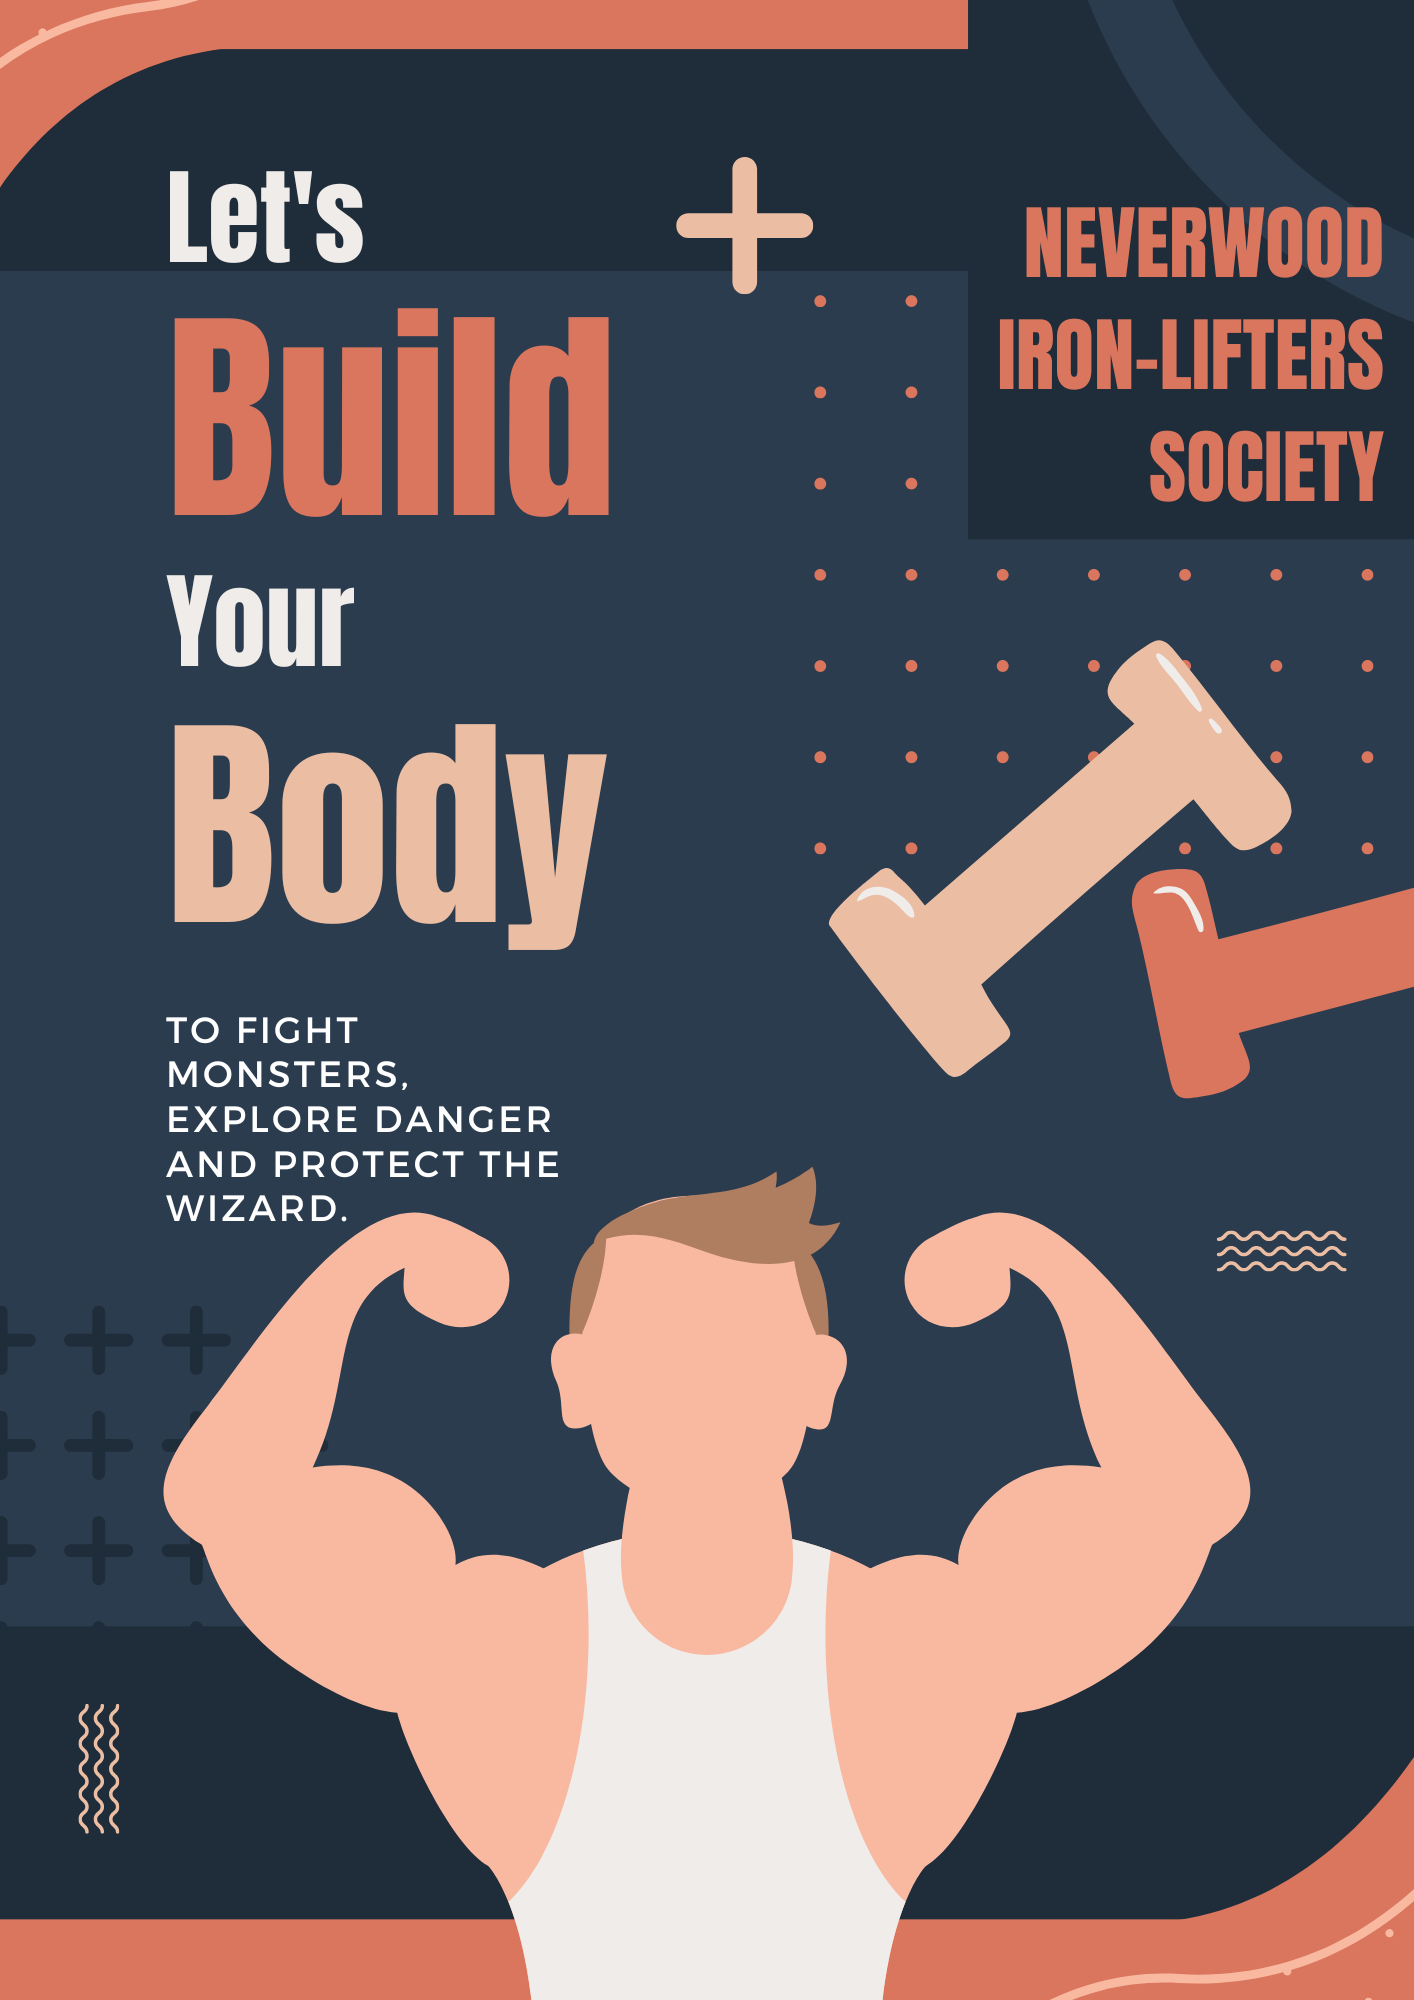 Let's
Build
Your
Body
NEVERWOOD
IRON-LIFTERS
SOCIETY
TO FIGHT
MONSTERS,
EXPLORE DANGER
AND PROTECT THE
WIZARD.